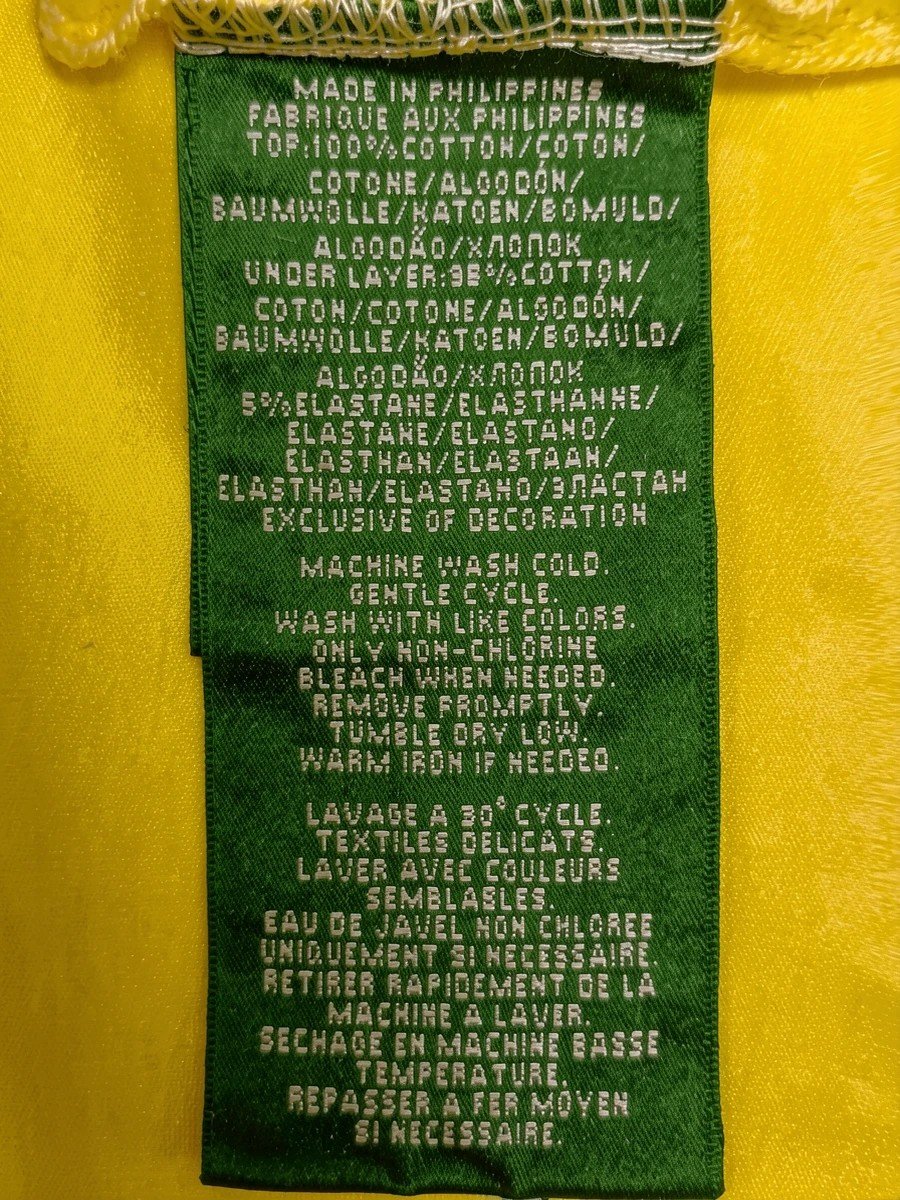 MADE IN PHILIPPINES
FABRIQUE AUX PHILIPPINES
TOP:100%COTTON/COTON/
COTONE/ALGODÓN/
BAUMWOLLE/KATOEN/BOMULD/
ALGODÃO/ХЛОПОК
UNDER LAYER:95%COTTON/
COTON/COTONE/ALGODÓN/
BAUMWOLLE/KATOEN/BOMULD/
ALGODÃO/ХЛОПОК
5%ELASTANE/ELASTHANNE/
ELASTANE/ELASTANO/
ELASTHAN/ELASTAAN/
ELASTHAN/ELASTANO/ЭЛАСТАН
EXCLUSIVE OF DECORATION
MACHINE WASH COLD.
GENTLE CYCLE.
WASH WITH LIKE COLORS.
ONLY NON-CHLORINE
BLEACH WHEN NEEDED.
REMOVE PROMPTLY.
TUMBLE DRY LOW.
WARM IRON IF NEEDED.
LAVAGE A 30° CYCLE.
TEXTILES DELICATS.
LAVER AVEC COULEURS
SEMBLABLES.
EAU DE JAVEL NON CHLOREE
UNIQUEMENT SI NECESSAIRE.
RETIRER RAPIDEMENT DE LA
MACHINE A LAVER.
SECHAGE EN MACHINE BASSE
TEMPERATURE.
REPASSER A FER MOYEN
SI NECESSAIRE.